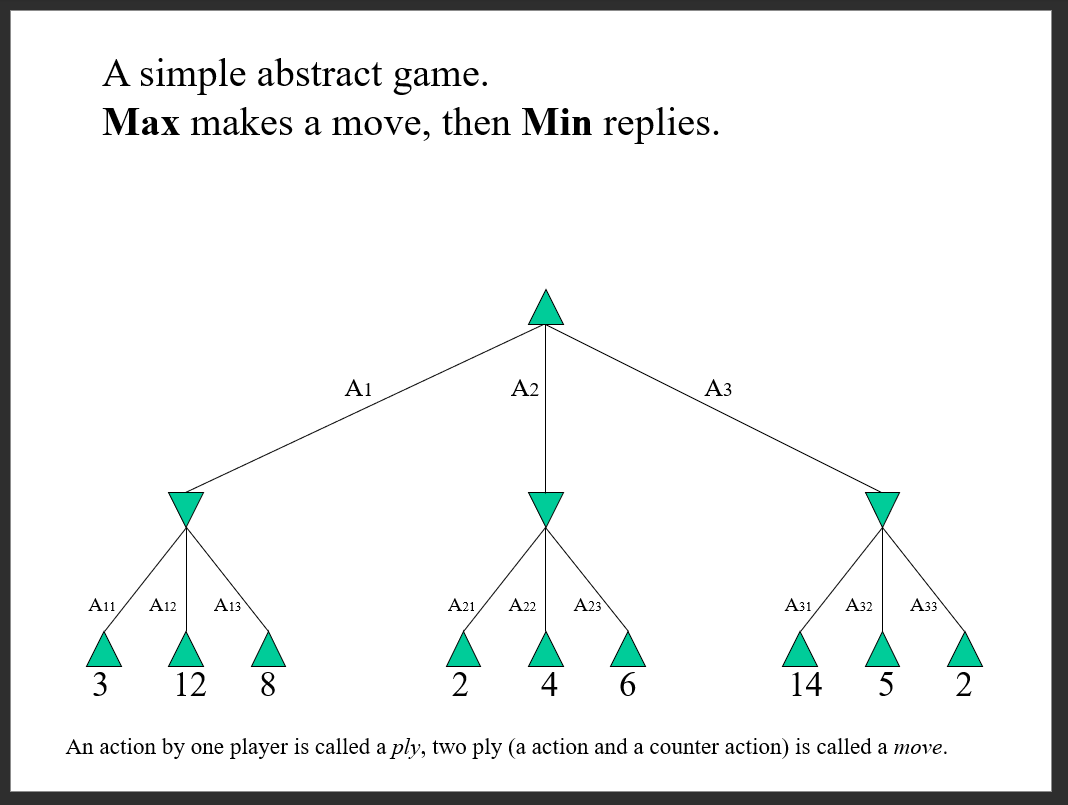 A simple abstract game.
Max makes a move, then Min replies.
A1 A2 A3
A11 A12 A13 A21 A22 A23 A31 A32 A33
3 12 8 2 4 6 14 5 2
An action by one player is called a ply, two ply (a action and a counter action) is called a move.